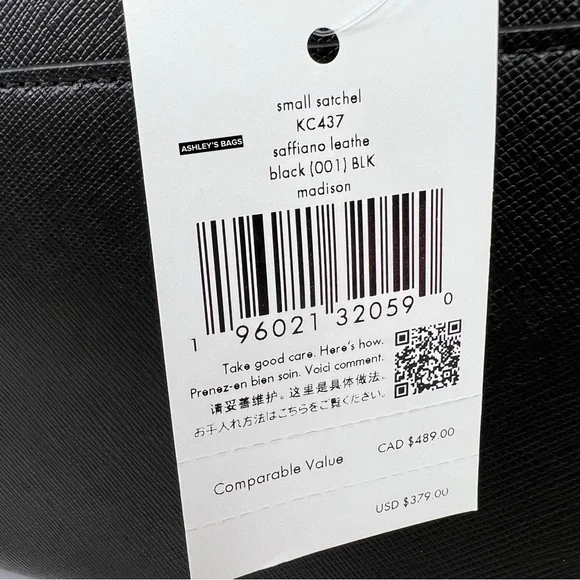 small satchel
KC437
saffiano leathe
black (001) BLK
madison
ASHLEY'S BAGS
1 96021 32059 0
Take good care. Here's how.
Prenez-en bien soin. Voici comment.
请妥善维护。这里是具体做法。
お手入れ方法はこちらをご覧ください。
Comparable Value
CAD $489.00
USD $379.00